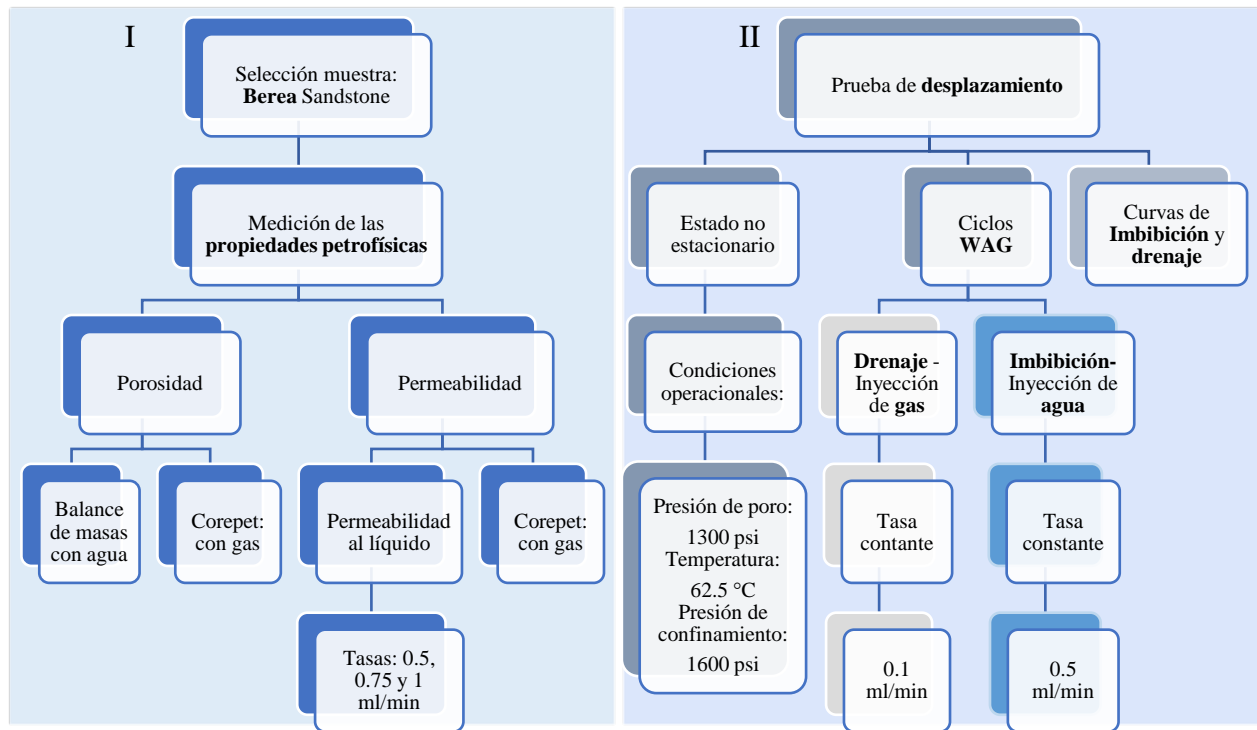 I
Selección muestra:
Berea Sandstone
Medición de las
propiedades petrofísicas
Porosidad
Permeabilidad
Balance
de masas
con agua
Corepet:
con gas
Permeabilidad
al líquido
Corepet:
con gas
Tasas: 0.5,
0.75 y 1
ml/min
II
Prueba de desplazamiento
Estado no
estacionario
Ciclos
WAG
Curvas de
Imbibición y
drenaje
Condiciones
operacionales:
Drenaje -
Inyección
de gas
Imbibición-
Inyección de
agua
Presión de poro:
1300 psi
Temperatura:
62.5 °C
Presión de
confinamiento:
1600 psi
Tasa
contante
Tasa
constante
0.1
ml/min
0.5
ml/min